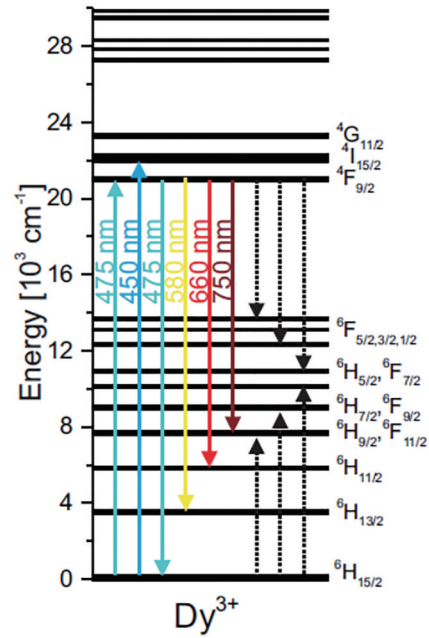 28
24
20
16
12
8
4
0
Energy [10³ cm⁻¹]
475 nm
450 nm
475 nm
580 nm
660 nm
750 nm
⁴G₁₁/₂
⁴I₁₅/₂
⁴F₉/₂
⁶F₅/₂,₃/₂,₁/₂
⁶H₅/₂,⁶F₇/₂
⁶H₇/₂,⁶F₉/₂
⁶H₉/₂,⁶F₁₁/₂
⁶H₁₁/₂
⁶H₁₃/₂
⁶H₁₅/₂
Dy³⁺